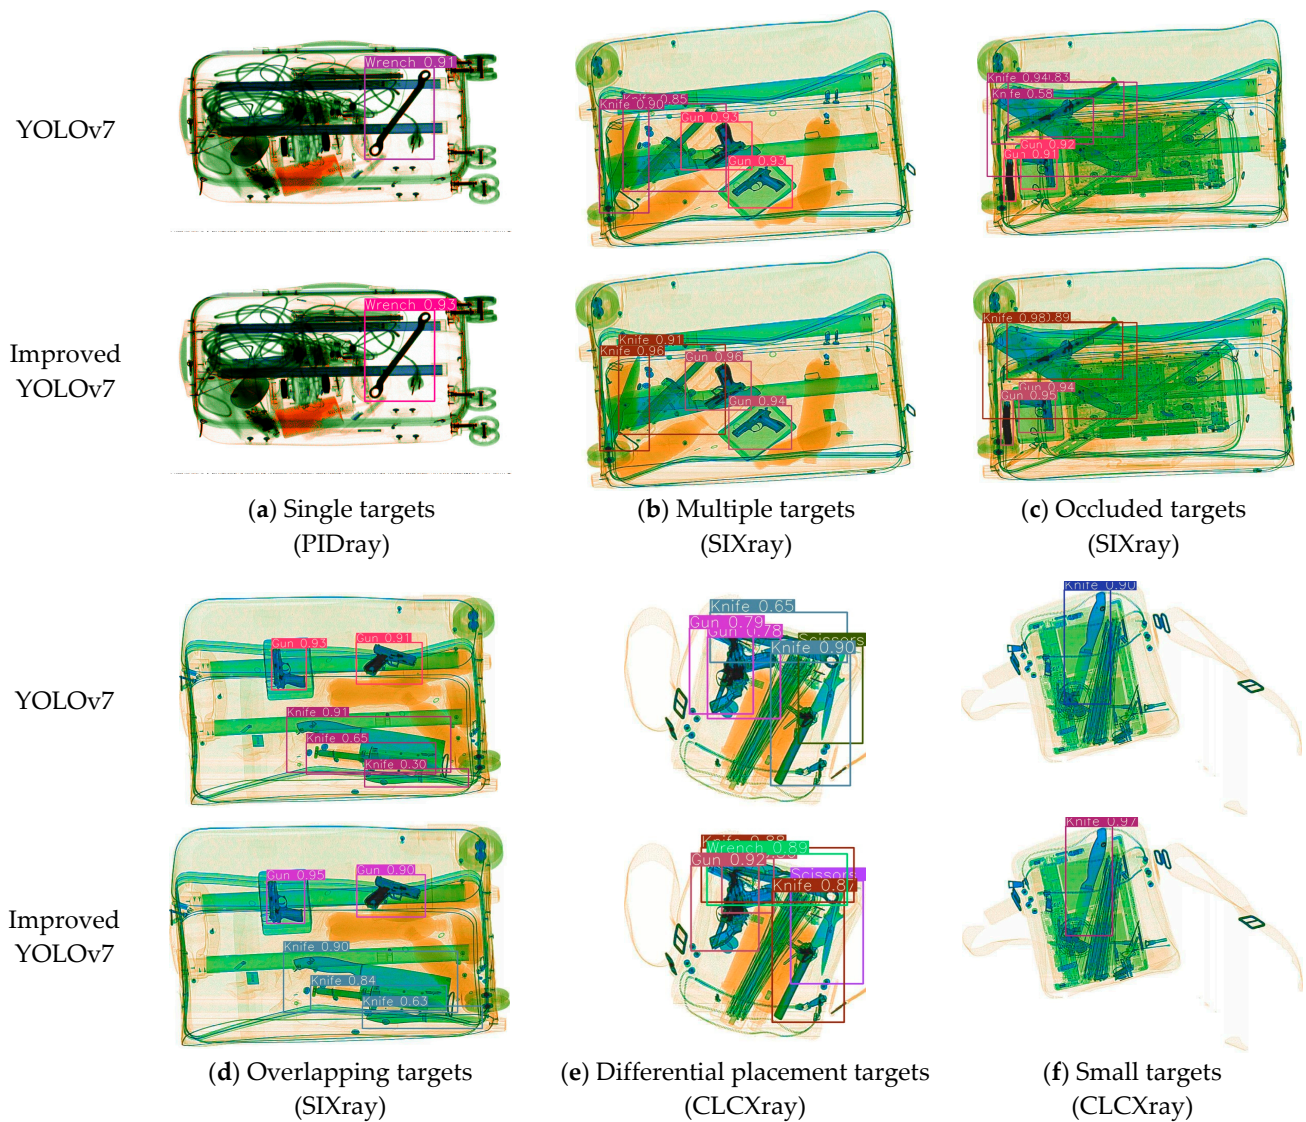 YOLOv7
Wrench 0.91
Knife 0.85
Knife 0.90
Gun 0.93
Gun 0.93
Knife 0.94 0.83
Knife 0.58
Gun 0.92
Gun 0.91
Improved
YOLOv7
Wrench 0.93
Knife 0.91
Knife 0.96
Gun 0.96
Gun 0.94
Knife 0.98 0.89
Gun 0.94
Gun 0.95
(a) Single targets
(PIDray)
(b) Multiple targets
(SIXray)
(c) Occluded targets
(SIXray)
YOLOv7
Gun 0.93
Gun 0.91
Knife 0.91
Knife 0.65
Knife 0.30
Knife 0.65
Gun 0.79
Gun 0.78
Scissors
Knife 0.90
Knife 0.90
Improved
YOLOv7
Gun 0.95
Gun 0.90
Knife 0.90
Knife 0.84
Knife 0.63
Knife 0.88
Wrench 0.89
Gun 0.92
Scissors
Knife 0.87
Knife 0.97
(d) Overlapping targets
(SIXray)
(e) Differential placement targets
(CLCXray)
(f) Small targets
(CLCXray)